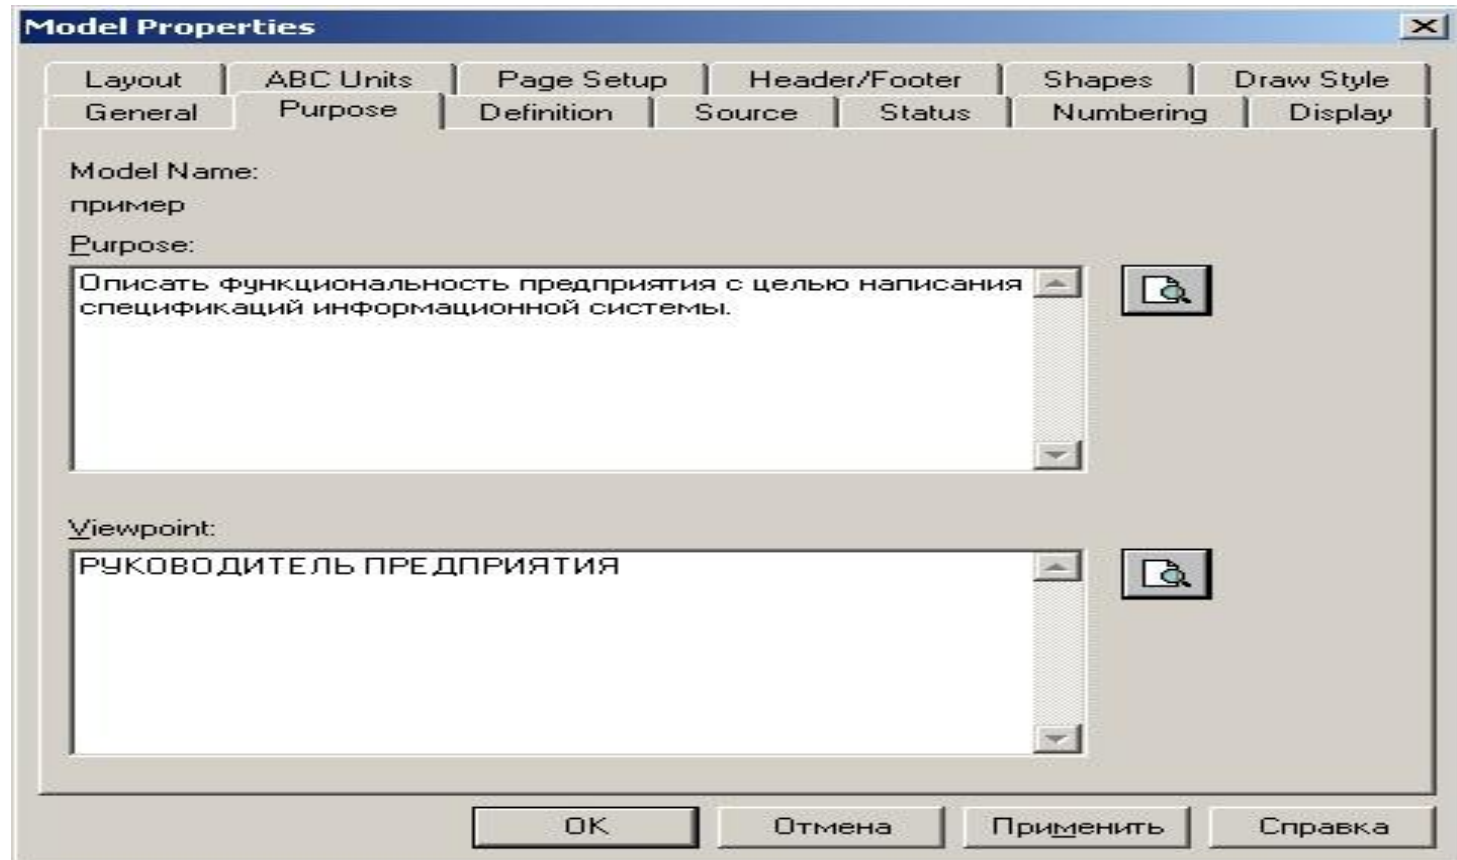 Model Properties
Layout ABC Units Page Setup Header/Footer Shapes Draw Style
General Purpose Definition Source Status Numbering Display
Model Name:
пример
Purpose:
Описать функциональность предприятия с целью написания
спецификаций информационной системы.
Viewpoint:
РУКОВОДИТЕЛЬ ПРЕДПРИЯТИЯ
OK Отмена Применить Справка